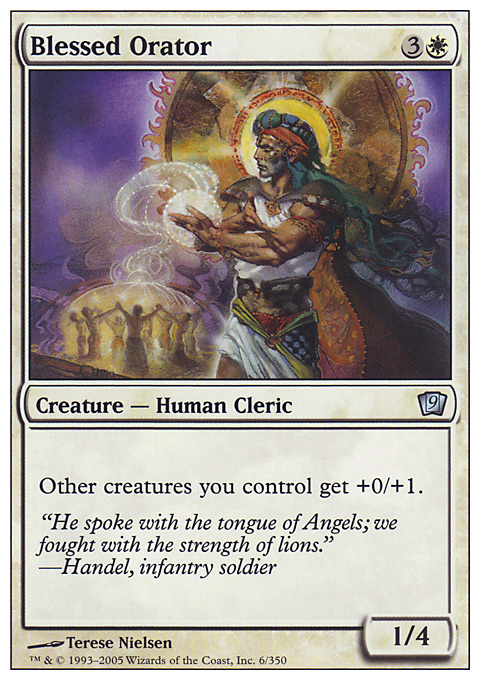 Blessed Orator 3
Creature — Human Cleric 9
Other creatures you control get +0/+1.
“He spoke with the tongue of Angels; we
fought with the strength of lions.”
—Handel, infantry soldier
Terese Nielsen
1/4
™ & © 1993–2005 Wizards of the Coast, Inc. 6/350